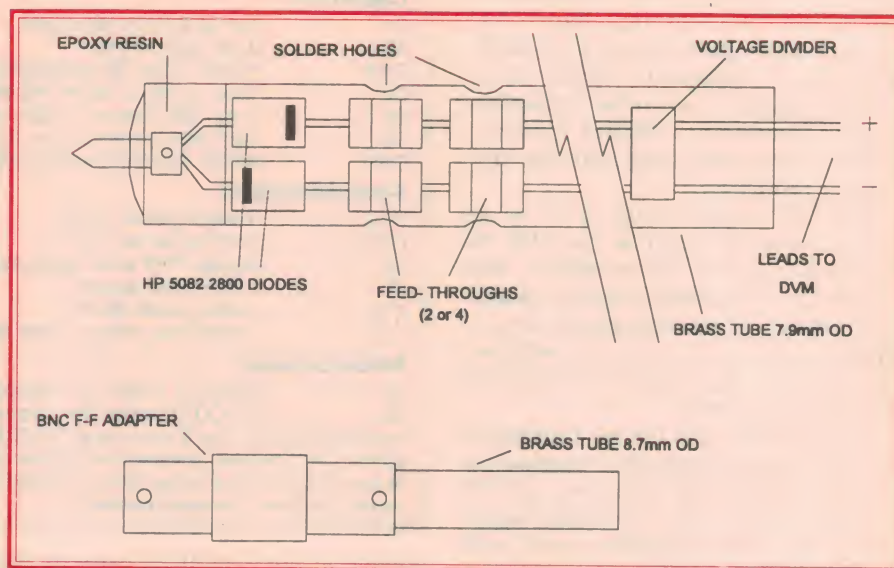 EPOXY RESIN
SOLDER HOLES
VOLTAGE DIVIDER
+
−
HP 5082 2800 DIODES
FEED- THROUGHS
(2 or 4)
LEADS TO
DVM
BRASS TUBE 7.9mm OD
BNC F-F ADAPTER
BRASS TUBE 8.7mm OD